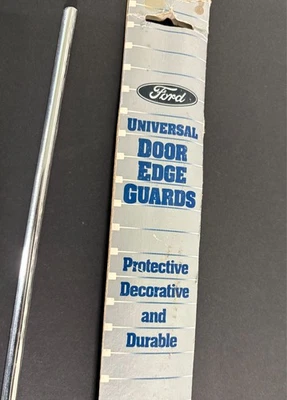 Ford
UNIVERSAL
DOOR
EDGE
GUARDS
Protective
Decorative
and
Durable